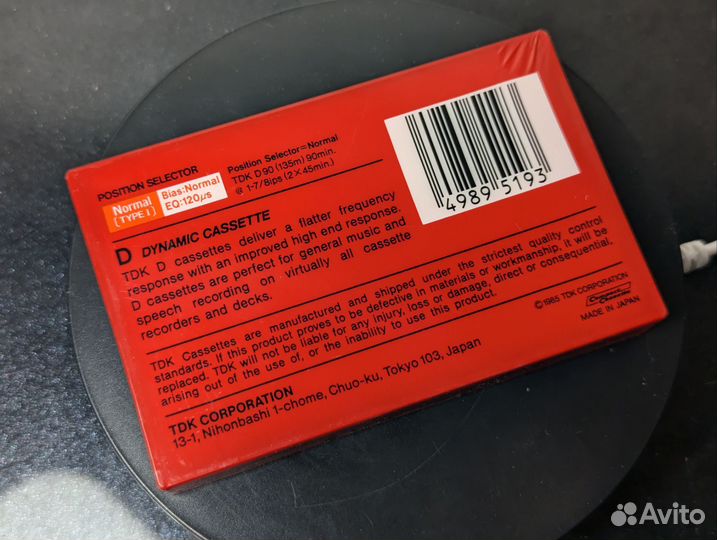 POSITION SELECTOR
Normal
[TYPE I]
Bias:Normal
EQ:120µs
Position Selector=Normal
TDK D90 (135m) 90min.
@ 1-7/8ips (2×45min.)
4989 5193
D DYNAMIC CASSETTE
TDK D cassettes deliver a flatter frequency
response with an improved high end response.
D cassettes are perfect for general music and
speech recording on virtually all cassette
recorders and decks.
TDK Cassettes are manufactured and shipped under the strictest quality control
standards. If this product proves to be defective in materials or workmanship, it will be
replaced. TDK will not be liable for any injury, loss or damage, direct or consequential,
arising out of the use of, or the inability to use this product.
©1985 TDK CORPORATION
MADE IN JAPAN
TDK CORPORATION
13-1, Nihonbashi 1-chome, Chuo-ku, Tokyo 103, Japan
Avito